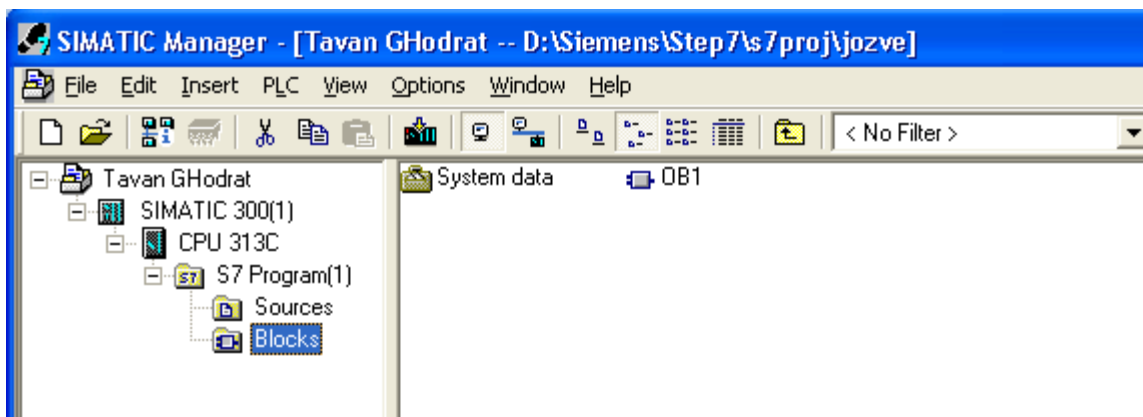 SIMATIC Manager - [Tavan GHodrat -- D:\Siemens\Step7\s7proj\jozve]
File Edit Insert PLC View Options Window Help
< No Filter >
Tavan GHodrat
SIMATIC 300(1)
CPU 313C
S7 Program(1)
Sources
Blocks
System data OB1